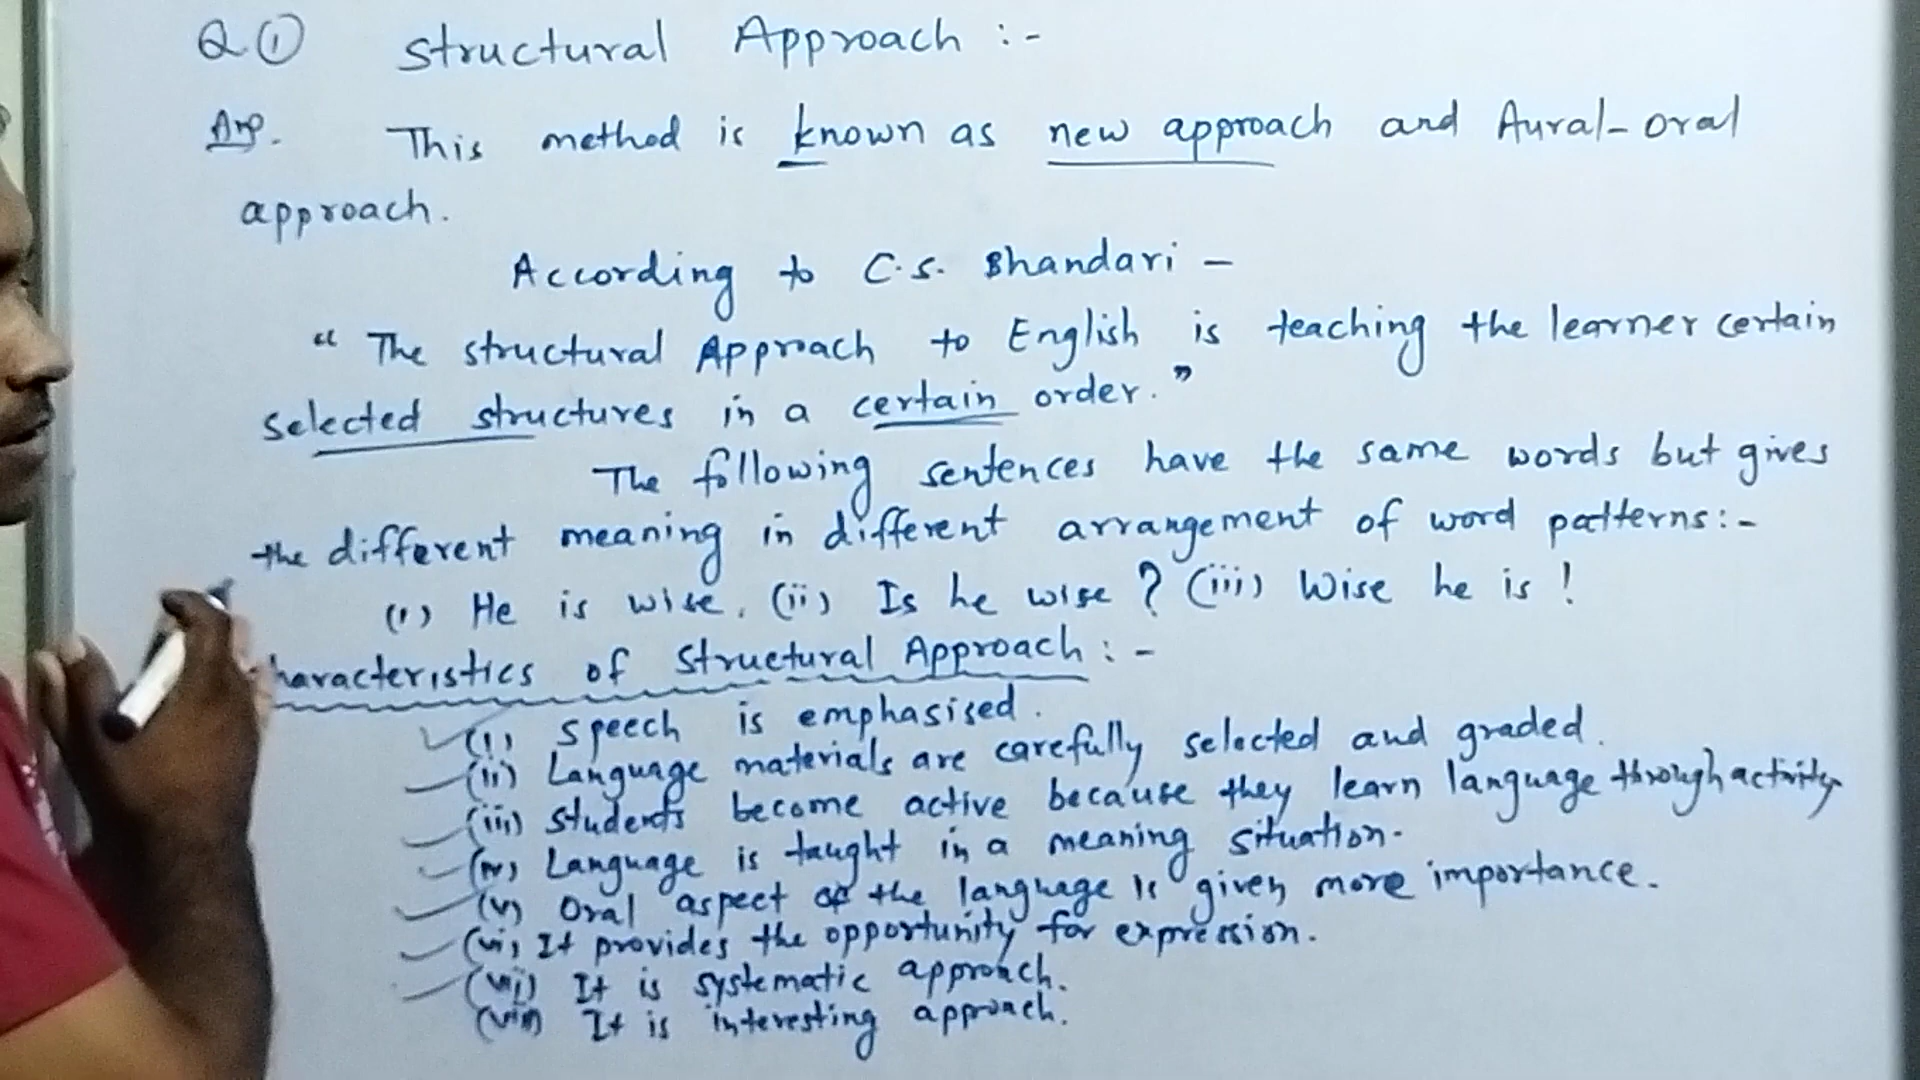 Q ① Structural Approach :-
Ans. This method is known as new approach and Aural-oral
approach.
According to C.S. Bhandari -
“ The structural Approach to English is teaching the learner certain
selected structures in a certain order.”
The following sentences have the same words but gives
the different meaning in different arrangement of word patterns:-
(i) He is wise. (ii) Is he wise ? (iii) Wise he is !
haracteristics of Structural Approach : -
(i) Speech is emphasised.
(ii) Language materials are carefully selected and graded.
(iii) Students become active because they learn language through activity
(iv) Language is taught in a meaning situation.
(v) Oral aspect of the language is given more importance.
(vi) It provides the opportunity for expression.
(vii) It is systematic approach.
(viii) It is interesting approach.